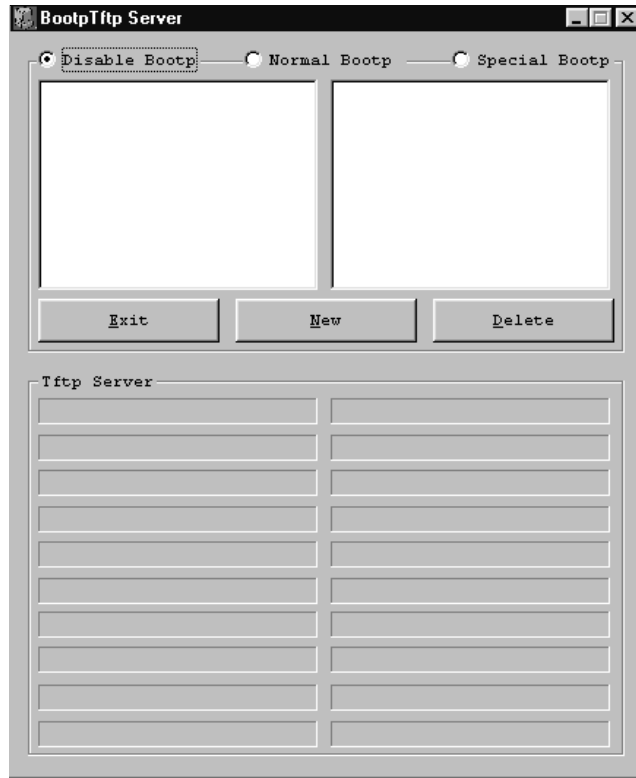 BootpTftp Server
Disable Bootp Normal Bootp Special Bootp
Exit New Delete
Tftp Server